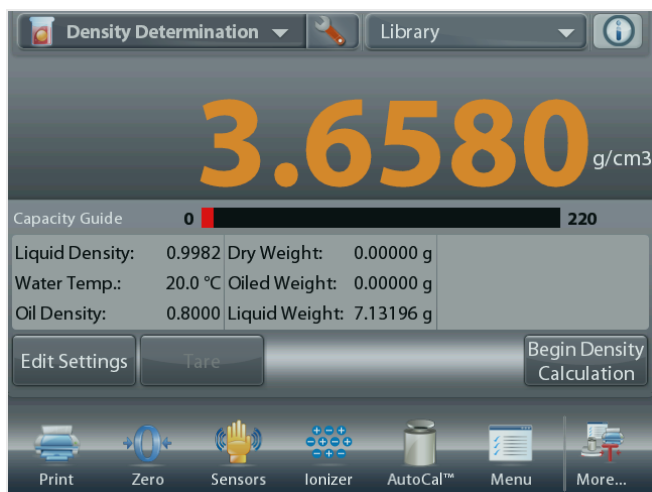 Density Determination Library
3.6580 g/cm3
Capacity Guide 0 220
Liquid Density: 0.9982 Dry Weight: 0.00000 g
Water Temp.: 20.0 °C Oiled Weight: 0.00000 g
Oil Density: 0.8000 Liquid Weight: 7.13196 g
Edit Settings Tare Begin Density
Calculation
Print Zero Sensors Ionizer AutoCal™ Menu More...